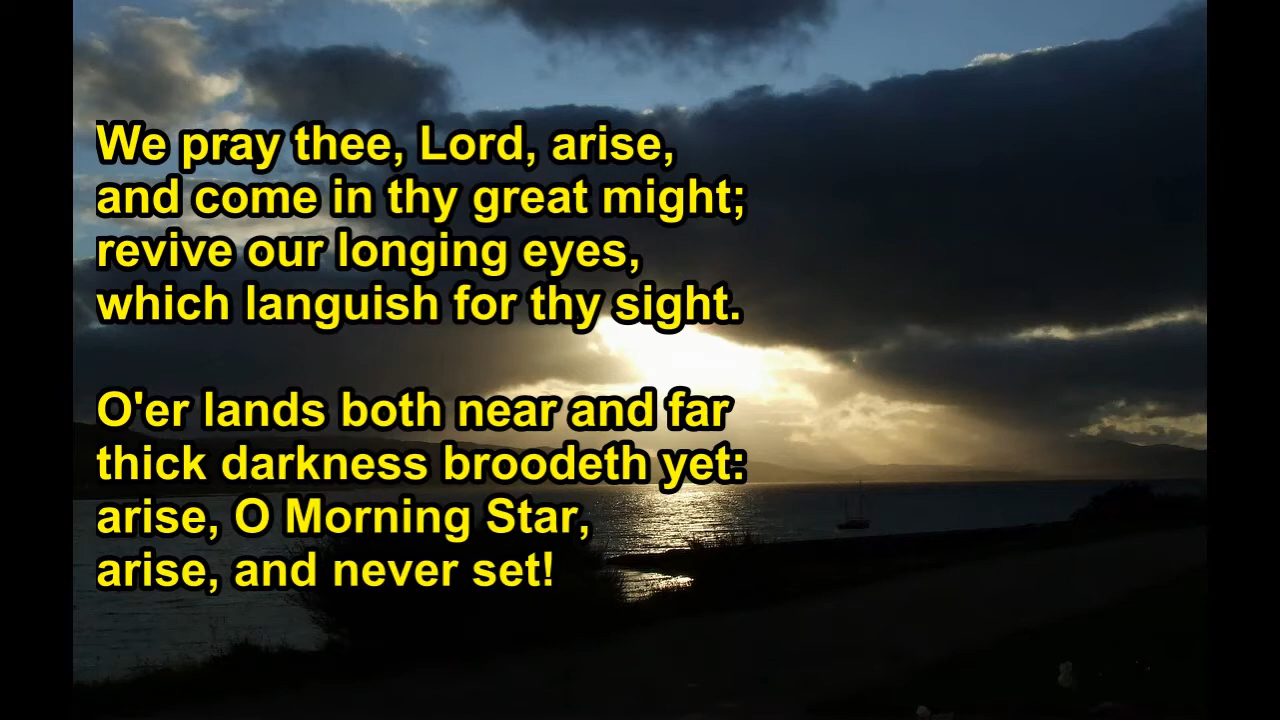 We pray thee, Lord, arise,
and come in thy great might;
revive our longing eyes,
which languish for thy sight.
O'er lands both near and far
thick darkness broodeth yet:
arise, O Morning Star,
arise, and never set!